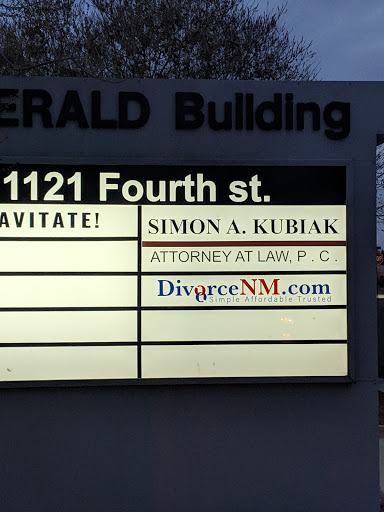 ERALD Building
1121 Fourth st.
AVITATE!
SIMON A. KUBIAK
ATTORNEY AT LAW, P.C.
DivorceNM.com
Simple Affordable Trusted